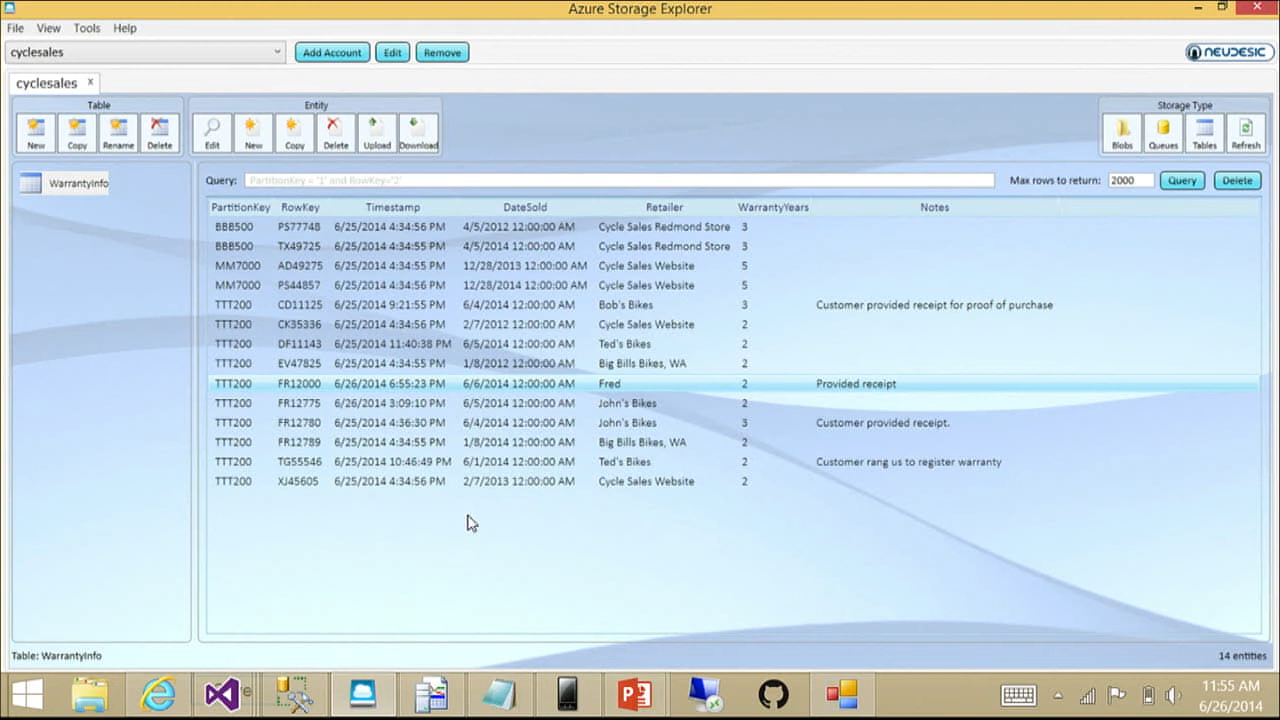 Azure Storage Explorer
File View Tools Help
cyclesales Add Account Edit Remove NEUDESIC
cyclesales x
Table Entity Storage Type
New Copy Rename Delete Edit New Copy Delete Upload Download Blobs Queues Tables Refresh
WarrantyInfo
Query: PartitionKey = '1' and RowKey='2' Max rows to return: 2000 Query Delete
PartitionKey RowKey Timestamp DateSold Retailer WarrantyYears Notes
BBB500 PS77748 6/25/2014 4:34:56 PM 4/5/2012 12:00:00 AM Cycle Sales Redmond Store 3
BBB500 TX49725 6/25/2014 4:34:55 PM 4/5/2014 12:00:00 AM Cycle Sales Redmond Store 3
MM7000 AD49275 6/25/2014 4:34:55 PM 12/28/2013 12:00:00 AM Cycle Sales Website 5
MM7000 PS44857 6/25/2014 4:34:55 PM 12/28/2014 12:00:00 AM Cycle Sales Website 5
TTT200 CD11125 6/25/2014 9:21:55 PM 6/4/2014 12:00:00 AM Bob's Bikes 3 Customer provided receipt for proof of purchase
TTT200 CK35336 6/25/2014 4:34:56 PM 2/7/2012 12:00:00 AM Cycle Sales Website 2
TTT200 DF11143 6/25/2014 11:40:38 PM 6/5/2014 12:00:00 AM Ted's Bikes 2
TTT200 EV47825 6/25/2014 4:34:55 PM 1/8/2012 12:00:00 AM Big Bills Bikes, WA 2
TTT200 FR12000 6/26/2014 6:55:23 PM 6/6/2014 12:00:00 AM Fred 2 Provided receipt
TTT200 FR12775 6/26/2014 3:09:10 PM 6/5/2014 12:00:00 AM John's Bikes 2
TTT200 FR12780 6/25/2014 4:36:30 PM 6/4/2014 12:00:00 AM John's Bikes 3 Customer provided receipt.
TTT200 FR12789 6/25/2014 4:34:55 PM 1/8/2014 12:00:00 AM Big Bills Bikes, WA 2
TTT200 TG55546 6/25/2014 10:46:49 PM 6/1/2014 12:00:00 AM Ted's Bikes 2 Customer rang us to register warranty
TTT200 XJ45605 6/25/2014 4:34:56 PM 2/7/2013 12:00:00 AM Cycle Sales Website 2
Table: WarrantyInfo 14 entities
11:55 AM
6/26/2014